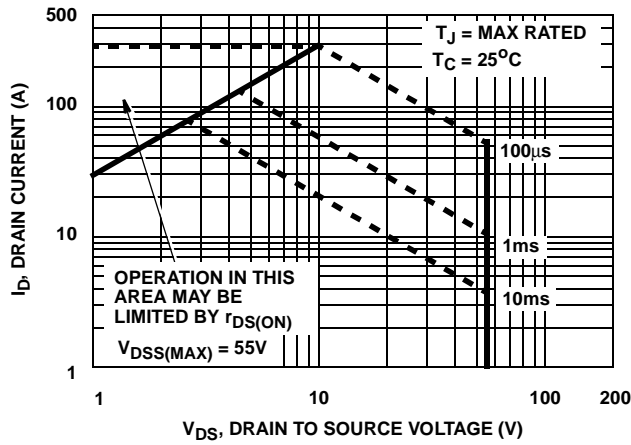 500
T_J = MAX RATED
T_C = 25°C
100
I_D, DRAIN CURRENT (A)
100µs
10
1ms
OPERATION IN THIS
AREA MAY BE
LIMITED BY r_DS(ON)
10ms
V_DSS(MAX) = 55V
1
1
10
100
200
V_DS, DRAIN TO SOURCE VOLTAGE (V)